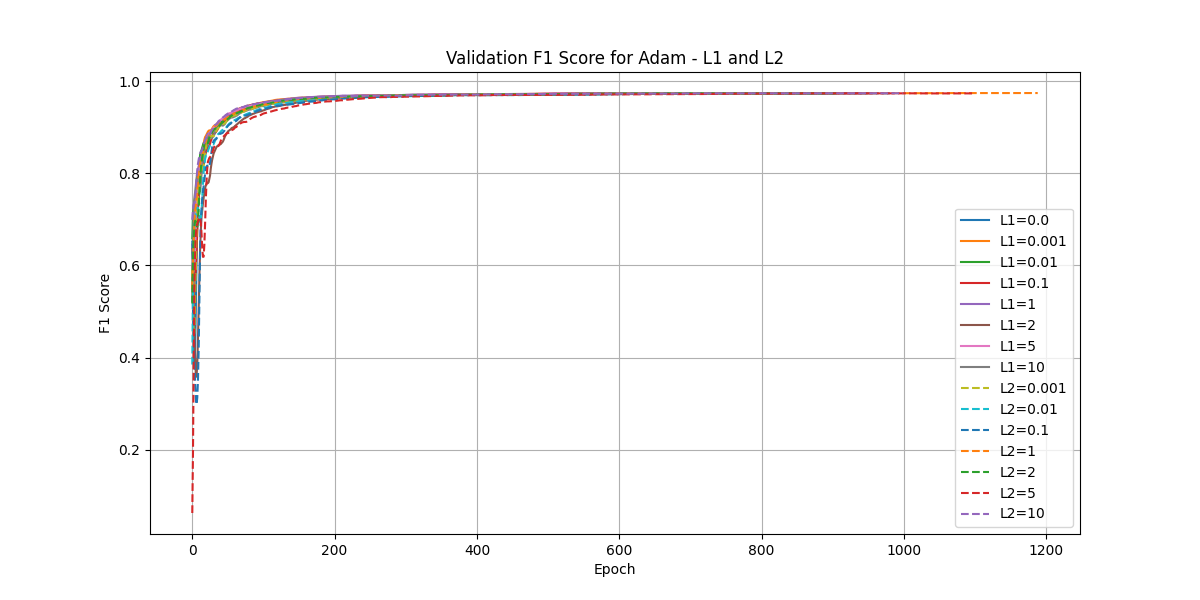 Validation F1 Score for Adam - L1 and L2
1.0
0.8
0.6
0.4
0.2
F1 Score
0
200
400
600
800
1000
1200
Epoch
L1=0.0
L1=0.001
L1=0.01
L1=0.1
L1=1
L1=2
L1=5
L1=10
L2=0.001
L2=0.01
L2=0.1
L2=1
L2=2
L2=5
L2=10